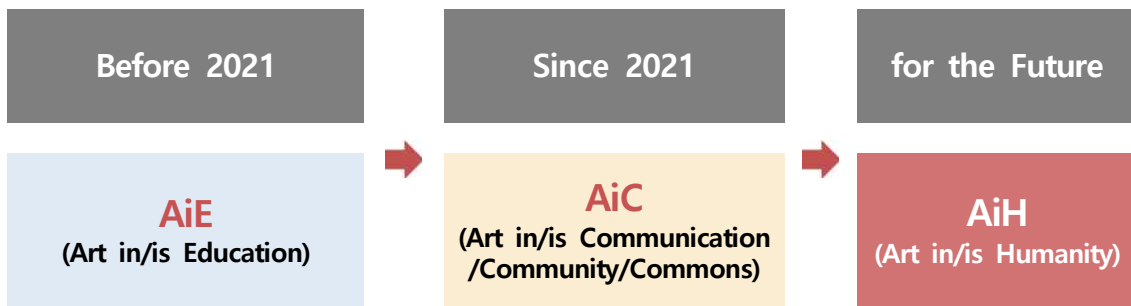 Before 2021
Since 2021
for the Future
AiE
(Art in/is Education)
AiC
(Art in/is Communication
/Community/Commons)
AiH
(Art in/is Humanity)